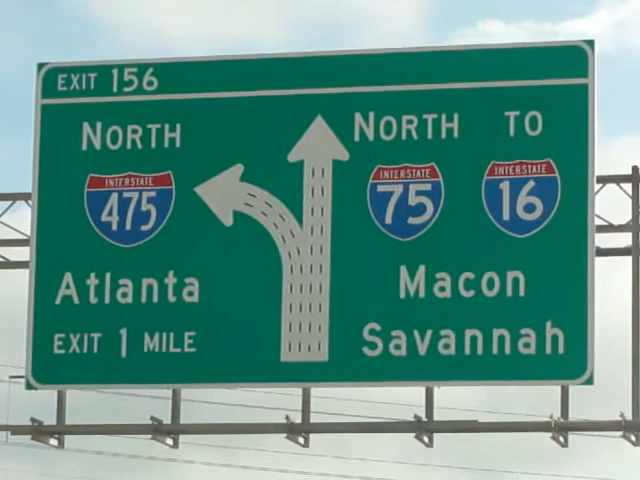 EXIT 156
NORTH
INTERSTATE
475
Atlanta
EXIT 1 MILE
NORTH TO
INTERSTATE INTERSTATE
75 16
Macon
Savannah